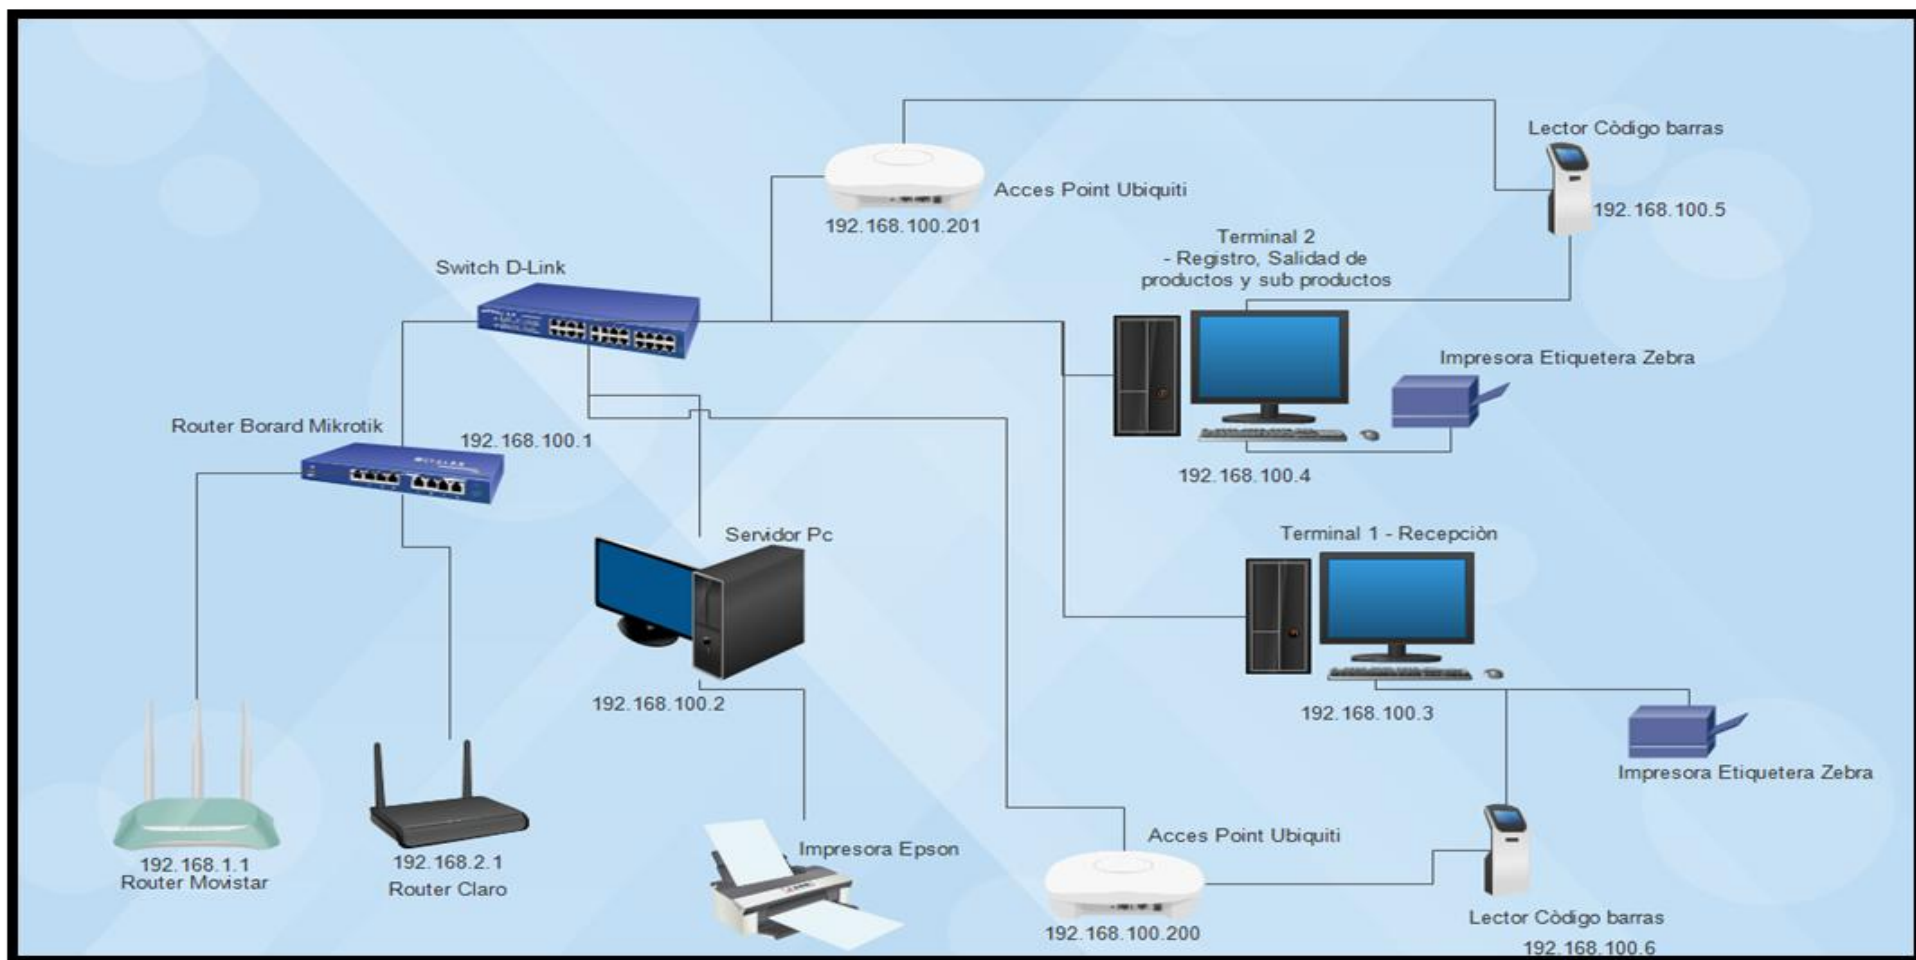 Lector Còdigo barras
Acces Point Ubiquiti
192.168.100.5
192.168.100.201
Terminal 2
- Registro, Salidad de
productos y sub productos
Switch D-Link
Impresora Etiquetera Zebra
Router Borard Mikrotik
192.168.100.1
192.168.100.4
Servidor Pc
Terminal 1 - Recepciòn
192.168.100.2
192.168.100.3
Impresora Etiquetera Zebra
Acces Point Ubiquiti
Impresora Epson
192.168.1.1
Router Movistar
192.168.2.1
Router Claro
Lector Còdigo barras
192.168.100.200
192.168.100.6